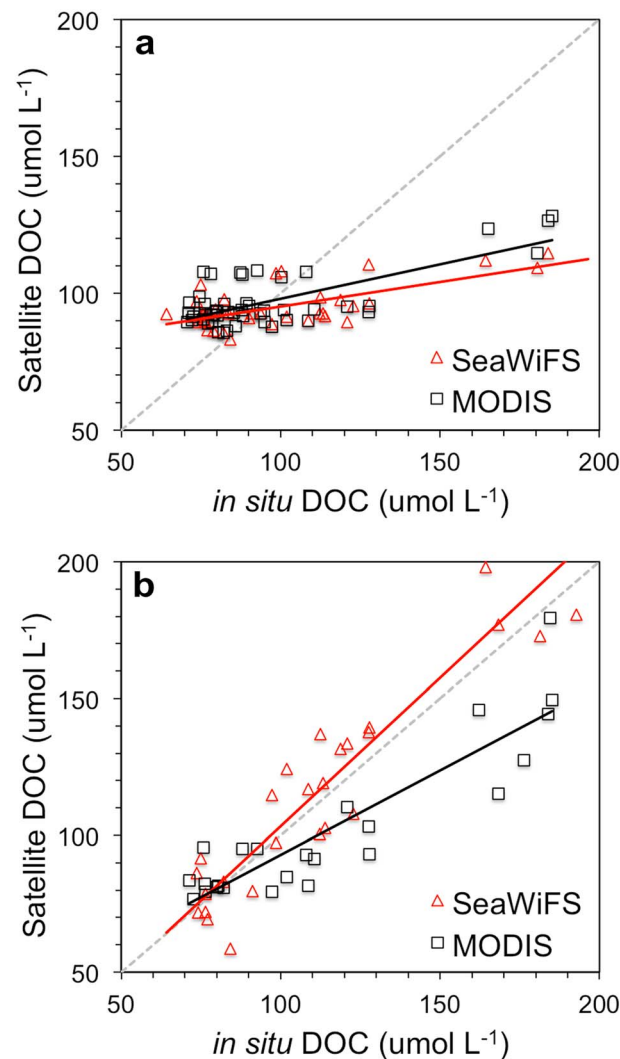 a
200
150
100
50
Satellite DOC (umol L-1)
SeaWiFS
MODIS
50 100 150 200
in situ DOC (umol L-1)
b
200
150
100
50
Satellite DOC (umol L-1)
SeaWiFS
MODIS
50 100 150 200
in situ DOC (umol L-1)